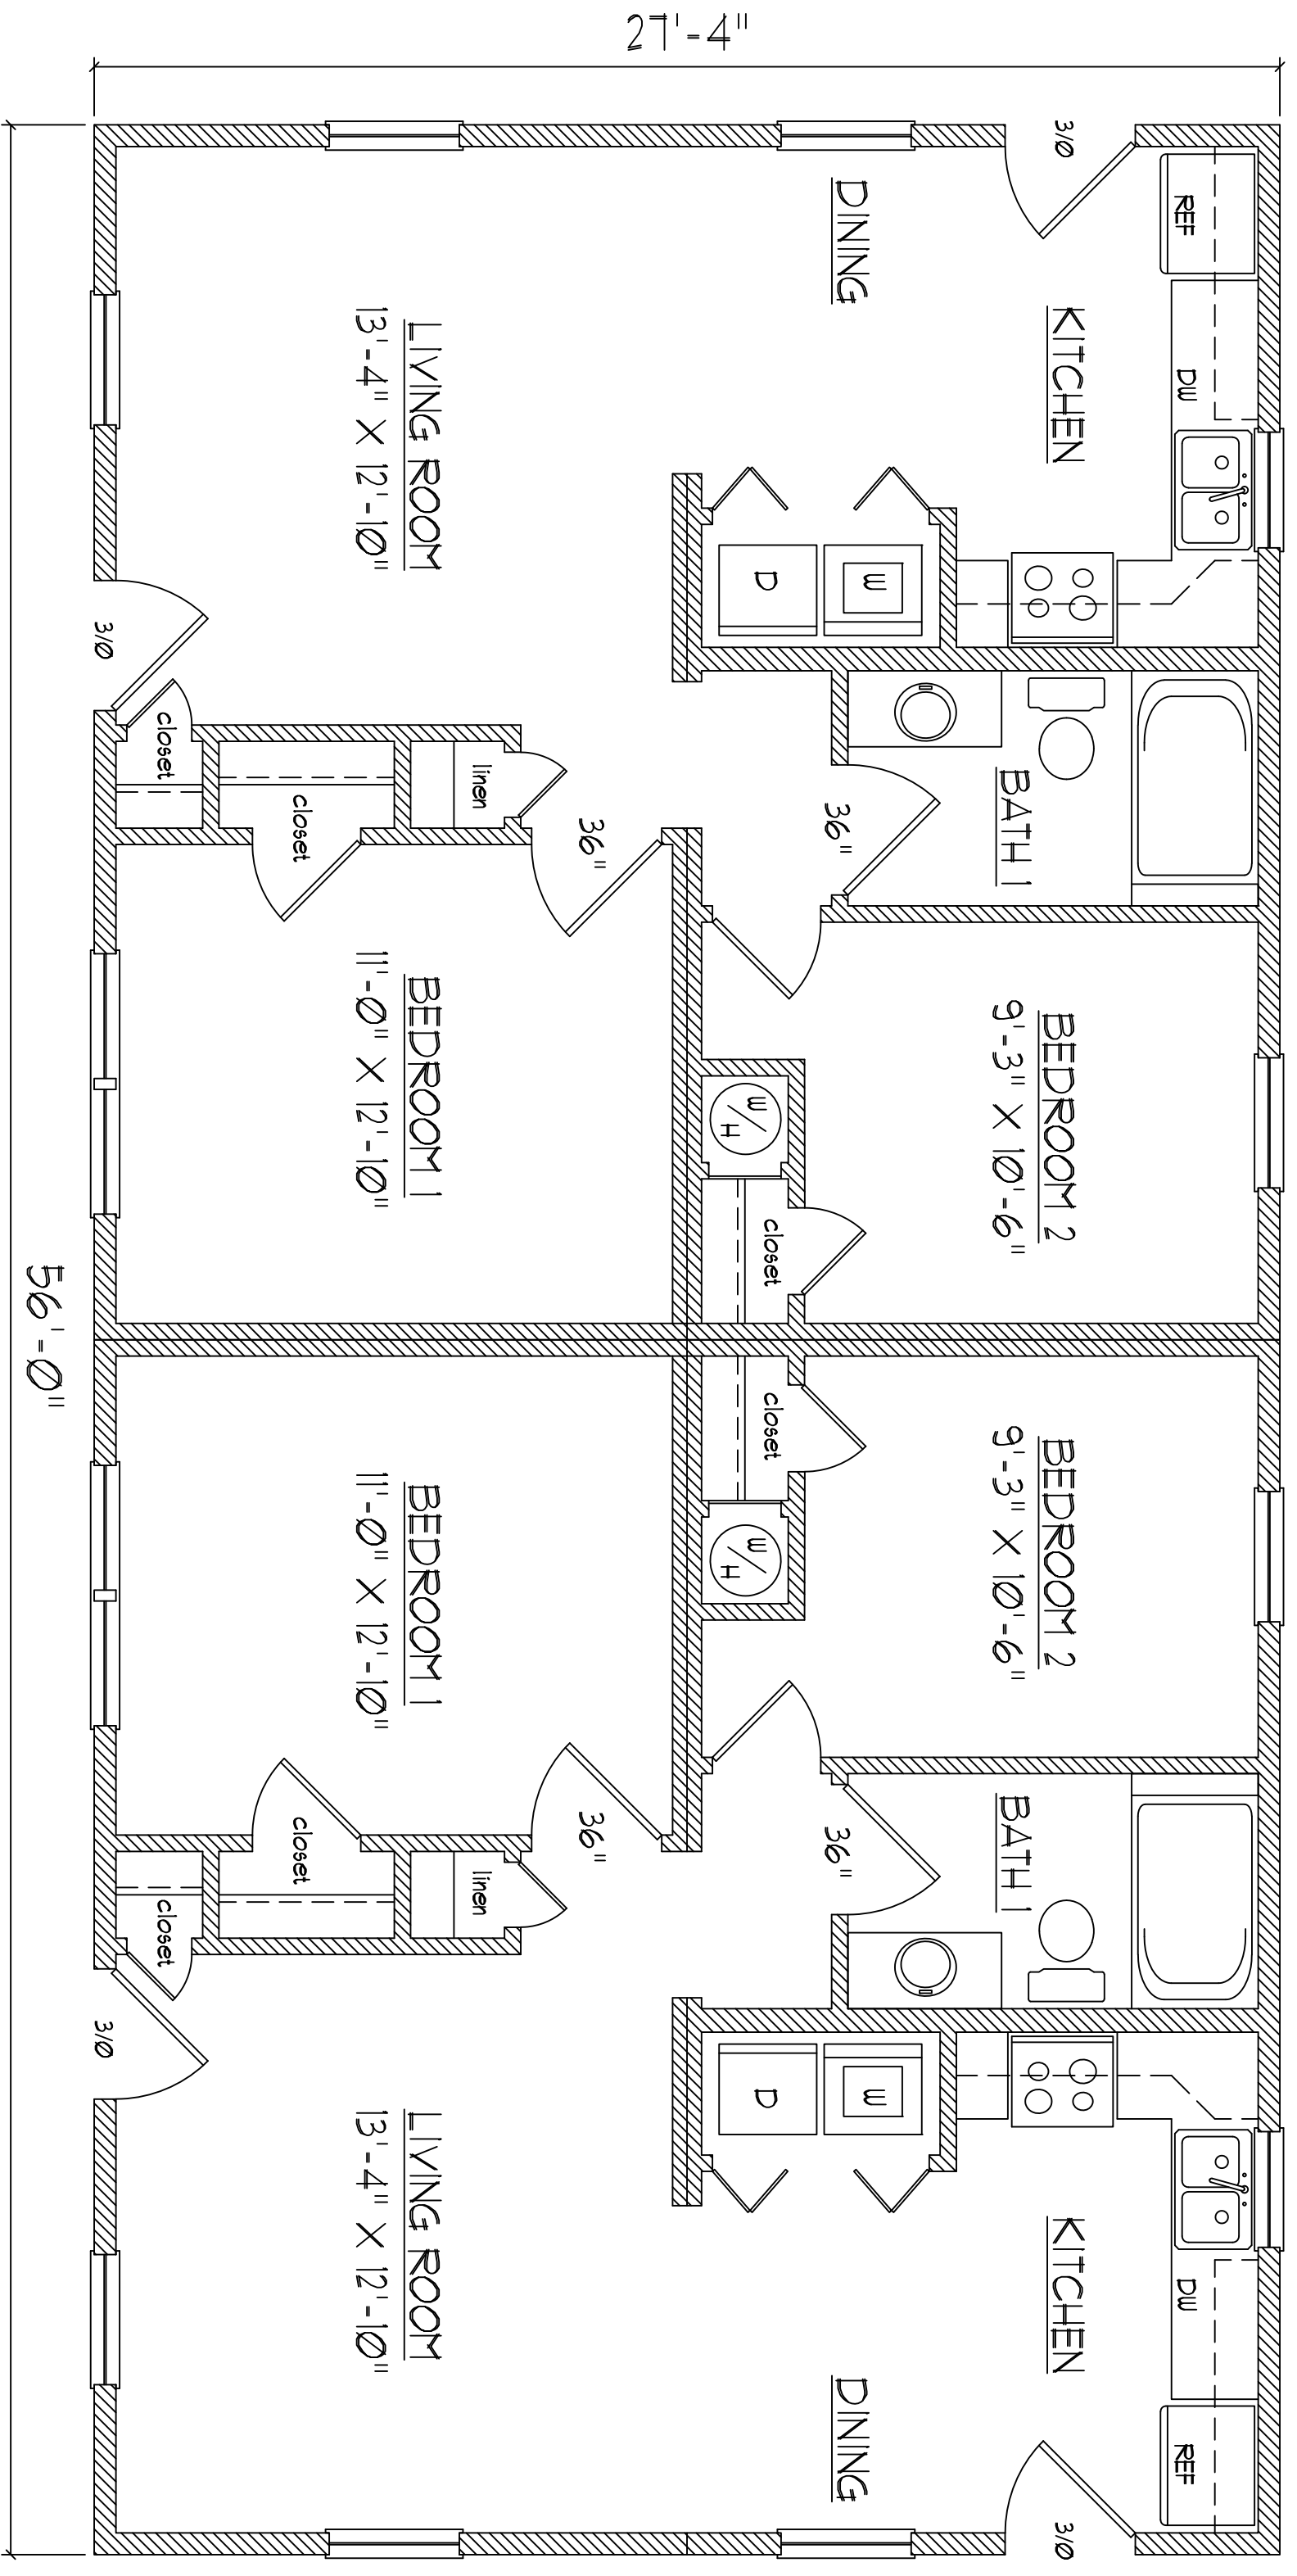 27'-4"
REF
DW
3/0
KITCHEN
DINING
W
D
BATH 1
36"
BEDROOM 2
9'-3" X 10'-6"
W/H
closet
LIVING ROOM
13'-4" X 12'-10"
3/0
closet
closet
linen
36"
BEDROOM 1
11'-0" X 12'-10"
BEDROOM 2
9'-3" X 10'-6"
closet
W/H
BATH 1
36"
W
D
KITCHEN
DW
REF
DINING
3/0
BEDROOM 1
11'-0" X 12'-10"
36"
linen
closet
closet
3/0
LIVING ROOM
13'-4" X 12'-10"
56'-0"